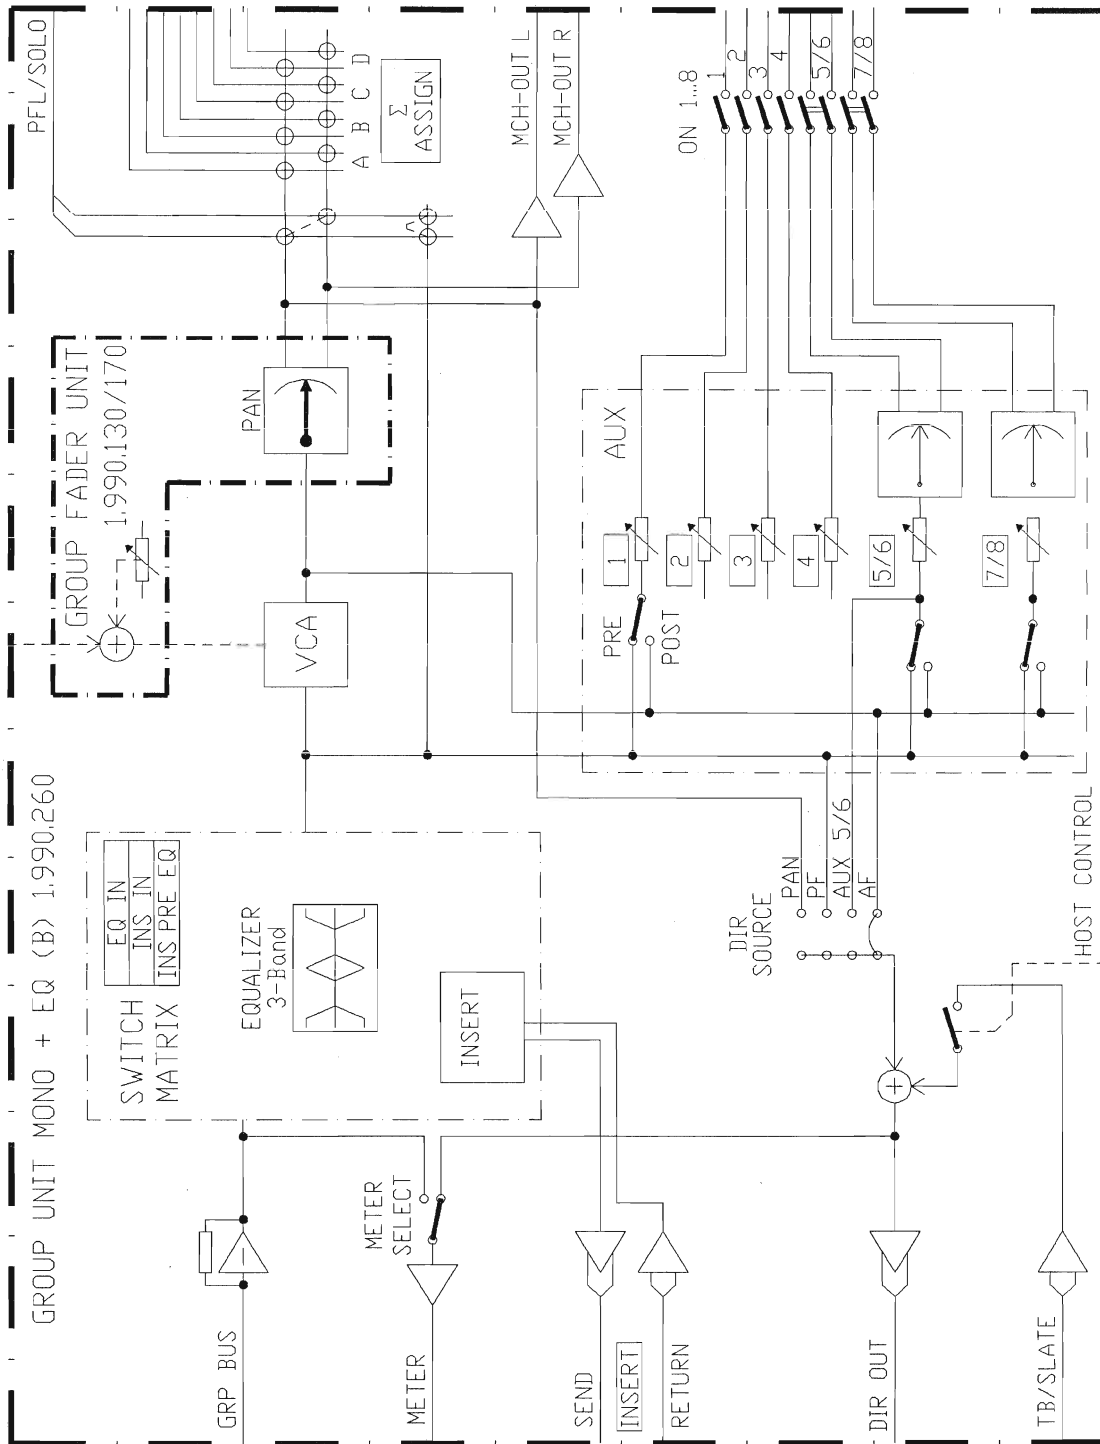 GROUP UNIT MONO + EQ (B) 1.990.260
GRP BUS
METER
SEND
INSERT
RETURN
DIR OUT
TB/SLATE
METER
SELECT
SWITCH
MATRIX
EQ IN
INS IN
INS PRE EQ
EQUALIZER
3-Band
INSERT
DIR
SOURCE
PAN
PF
AUX 5/6
AF
HOST CONTROL
GROUP FADER UNIT
1.990.130/170
VCA
PAN
AUX
PRE
POST
1
2
3
4
5/6
7/8
PFL/SOLO
A B C D
Σ
ASSIGN
MCH-OUT L
MCH-OUT R
ON 1...8
1
2
3
4
5/6
7/8